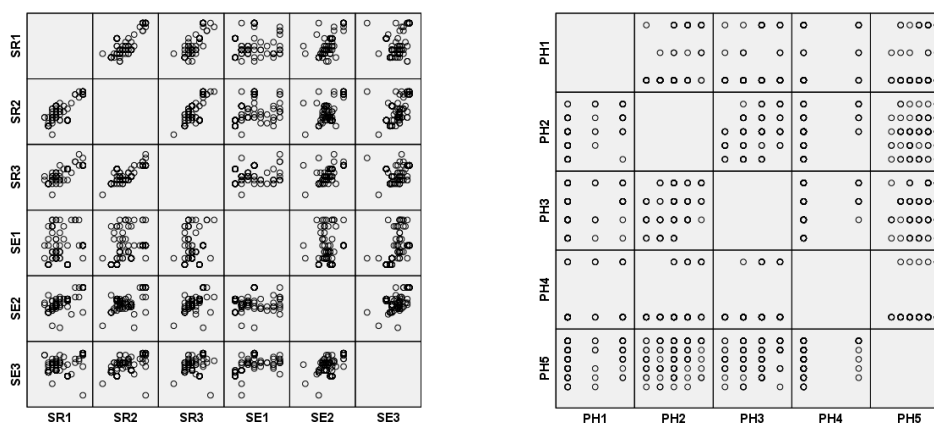 SR1
SR2
SR3
SE1
SE2
SE3
SR1 SR2 SR3 SE1 SE2 SE3
PH1
PH2
PH3
PH4
PH5
PH1 PH2 PH3 PH4 PH5